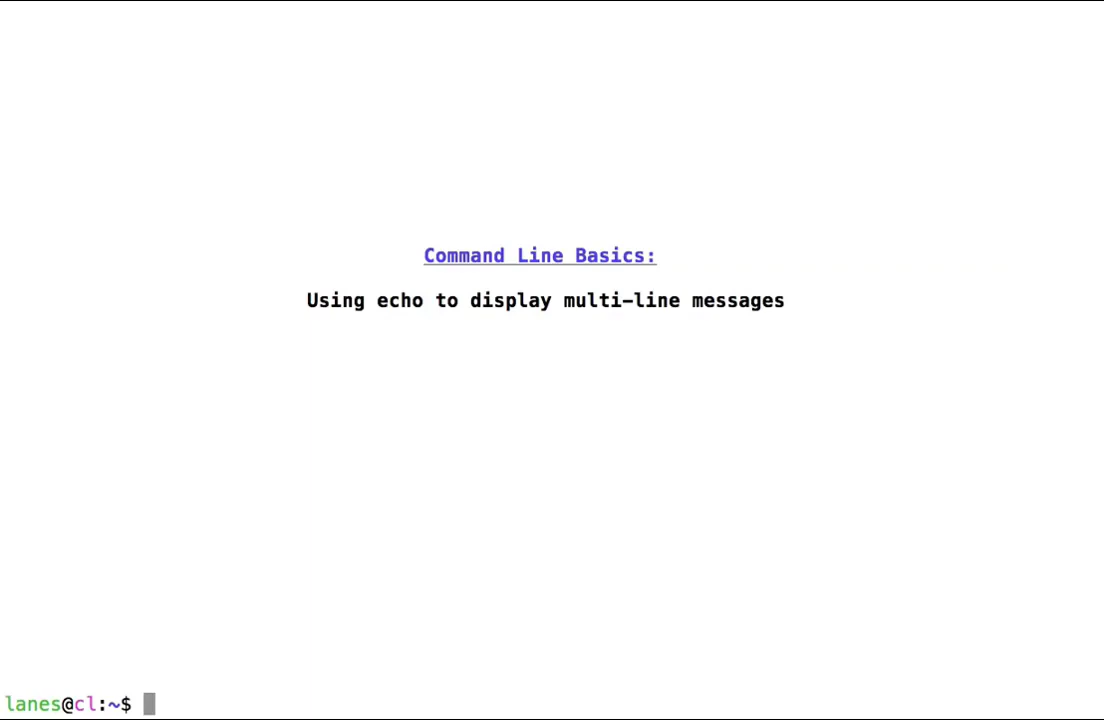 Command Line Basics:
Using echo to display multi-line messages
lanes@cl:~$